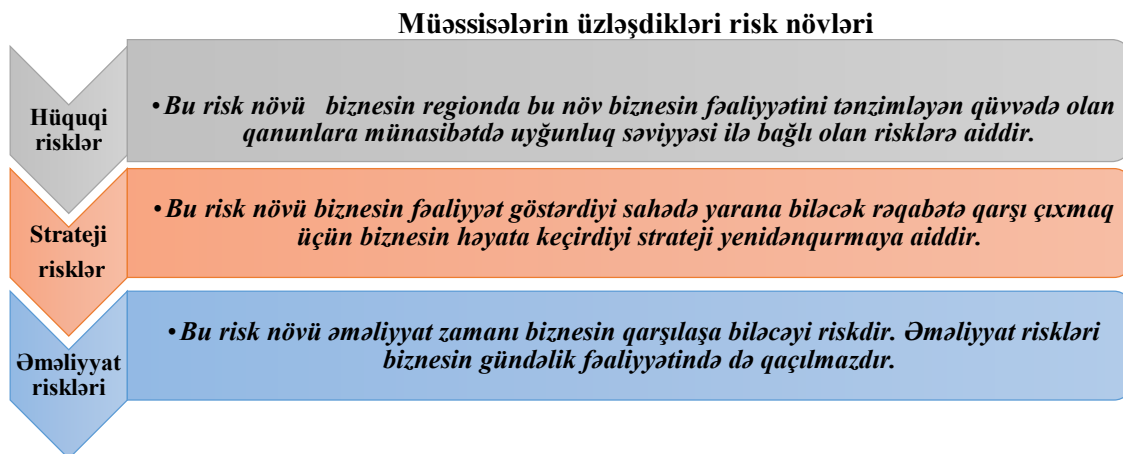 Müəssisələrin üzləşdikləri risk növləri
Hüquqi
risklər
• Bu risk növü biznesin regionda bu növ biznesin fəaliyyətini tənzimləyən qüvvədə olan
qanunlara münasibətdə uyğunluq səviyyəsi ilə bağlı olan risklərə aiddir.
Strateji
risklər
• Bu risk növü biznesin fəaliyyət göstərdiyi sahədə yarana biləcək rəqabətə qarşı çıxmaq
üçün biznesin həyata keçirdiyi strateji yenidənqurmaya aiddir.
Əməliyyat
riskləri
• Bu risk növü əməliyyat zamanı biznesin qarşılaşa biləcəyi riskdir. Əməliyyat riskləri
biznesin gündəlik fəaliyyətində də qaçılmazdır.